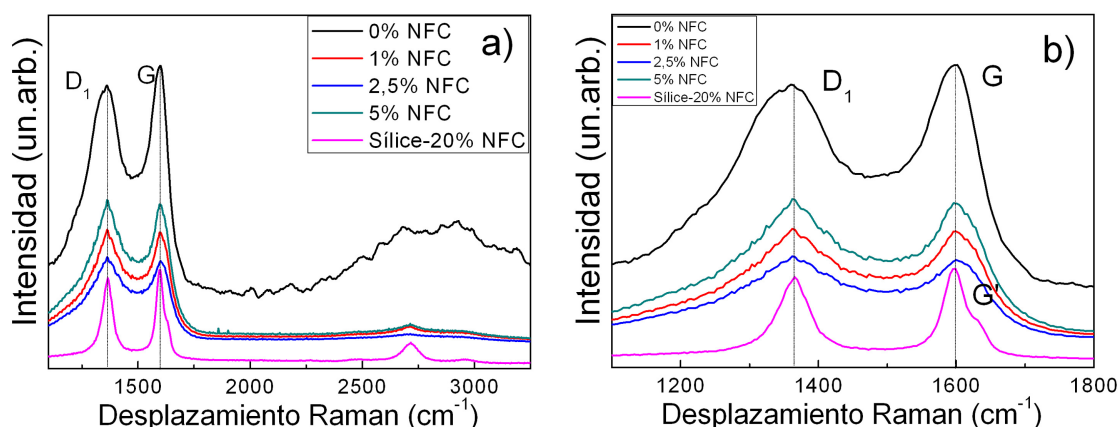 Intensidad (un.arb.)
a)
D1
G
0% NFC
1% NFC
2,5% NFC
5% NFC
Sílice-20% NFC
1500
2000
2500
3000
Desplazamiento Raman (cm-1)
Intensidad (un.arb.)
b)
0% NFC
1% NFC
2,5% NFC
5% NFC
Sílice-20% NFC
D1
G
G'
1200
1400
1600
1800
Desplazamiento Raman (cm-1)